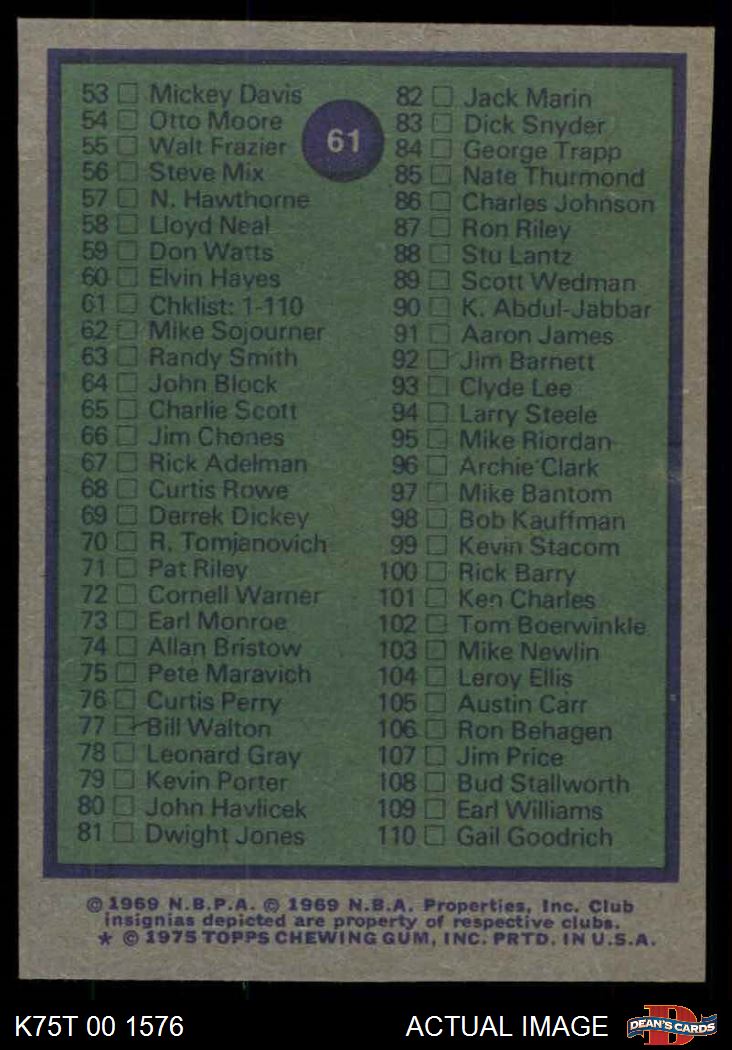 61
53 Mickey Davis
54 Otto Moore
55 Walt Frazier
56 Steve Mix
57 N. Hawthorne
58 Lloyd Neal
59 Don Watts
60 Elvin Hayes
61 Chklist: 1-110
62 Mike Sojourner
63 Randy Smith
64 John Block
65 Charlie Scott
66 Jim Chones
67 Rick Adelman
68 Curtis Rowe
69 Derrek Dickey
70 R. Tomjanovich
71 Pat Riley
72 Cornell Warner
73 Earl Monroe
74 Allan Bristow
75 Pete Maravich
76 Curtis Perry
77 Bill Walton
78 Leonard Gray
79 Kevin Porter
80 John Havlicek
81 Dwight Jones
82 Jack Marin
83 Dick Snyder
84 George Trapp
85 Nate Thurmond
86 Charles Johnson
87 Ron Riley
88 Stu Lantz
89 Scott Wedman
90 K. Abdul-Jabbar
91 Aaron James
92 Jim Barnett
93 Clyde Lee
94 Larry Steele
95 Mike Riordan
96 Archie Clark
97 Mike Bantom
98 Bob Kauffman
99 Kevin Stacom
100 Rick Barry
101 Ken Charles
102 Tom Boerwinkle
103 Mike Newlin
104 Leroy Ellis
105 Austin Carr
106 Ron Behagen
107 Jim Price
108 Bud Stallworth
109 Earl Williams
110 Gail Goodrich
© 1969 N.B.P.A. © 1969 N.B.A. Properties, Inc. Club
insignias depicted are property of respective clubs.
* © 1975 TOPPS CHEWING GUM, INC. PRTD. IN U.S.A.
K75T 00 1576 ACTUAL IMAGE DEAN'S CARDS